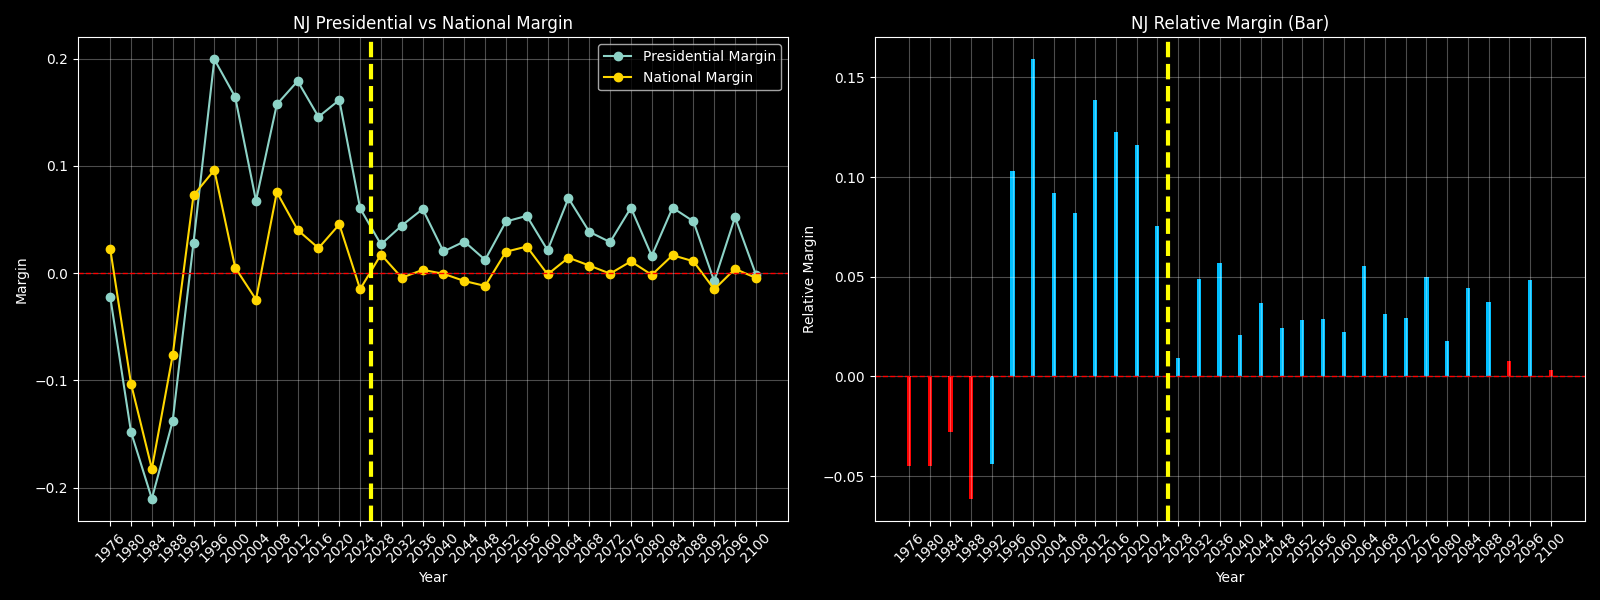 NJ Presidential vs National Margin
Presidential Margin
National Margin
Margin
0.2
0.1
0.0
−0.1
−0.2
1976 1980 1984 1988 1992 1996 2000 2004 2008 2012 2016 2020 2024 2028 2032 2036 2040 2044 2048 2052 2056 2060 2064 2068 2072 2076 2080 2084 2088 2092 2096 2100
Year
NJ Relative Margin (Bar)
Relative Margin
0.15
0.10
0.05
0.00
−0.05
1976 1980 1984 1988 1992 1996 2000 2004 2008 2012 2016 2020 2024 2028 2032 2036 2040 2044 2048 2052 2056 2060 2064 2068 2072 2076 2080 2084 2088 2092 2096 2100
Year